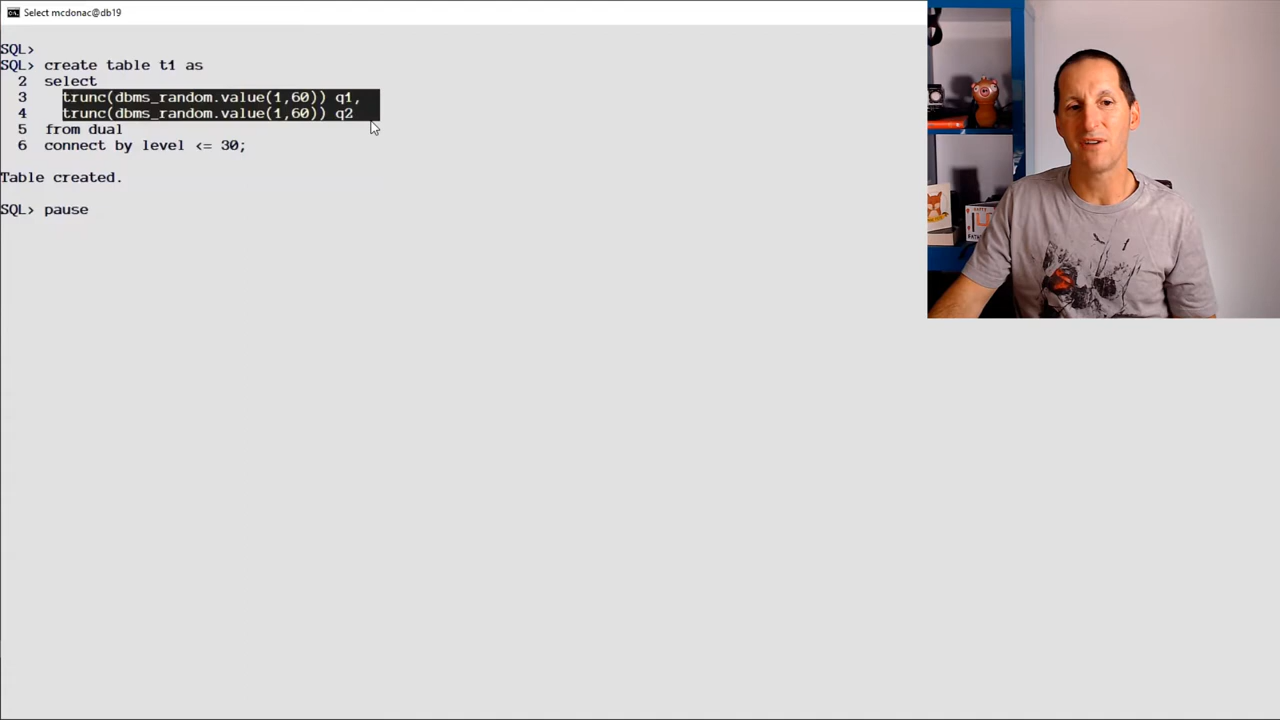 Select mcdonac@db19
SQL>
SQL> create table t1 as
2 select
3 trunc(dbms_random.value(1,60)) q1,
4 trunc(dbms_random.value(1,60)) q2
5 from dual
6 connect by level <= 30;
Table created.
SQL> pause